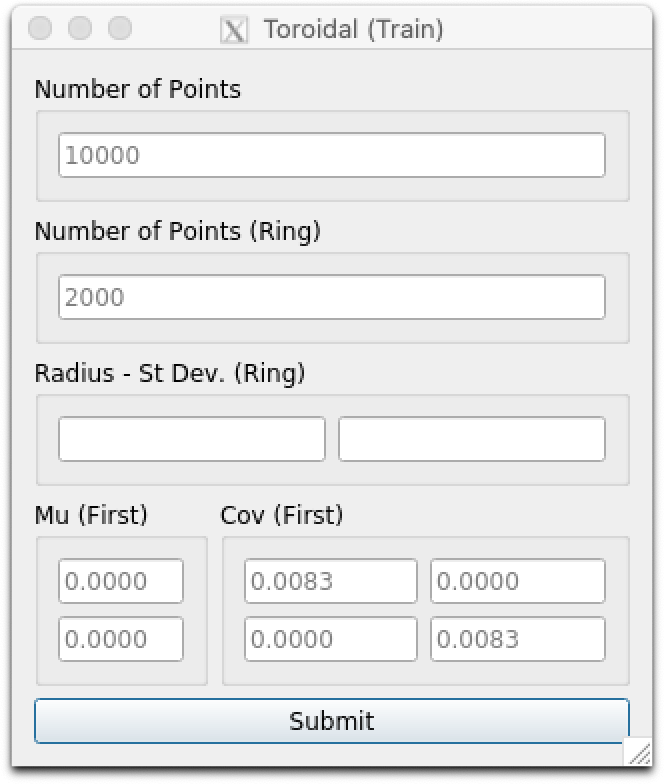 Toroidal (Train)
Number of Points
10000
Number of Points (Ring)
2000
Radius - St Dev. (Ring)
Mu (First) Cov (First)
0.0000 0.0083 0.0000
0.0000 0.0000 0.0083
Submit